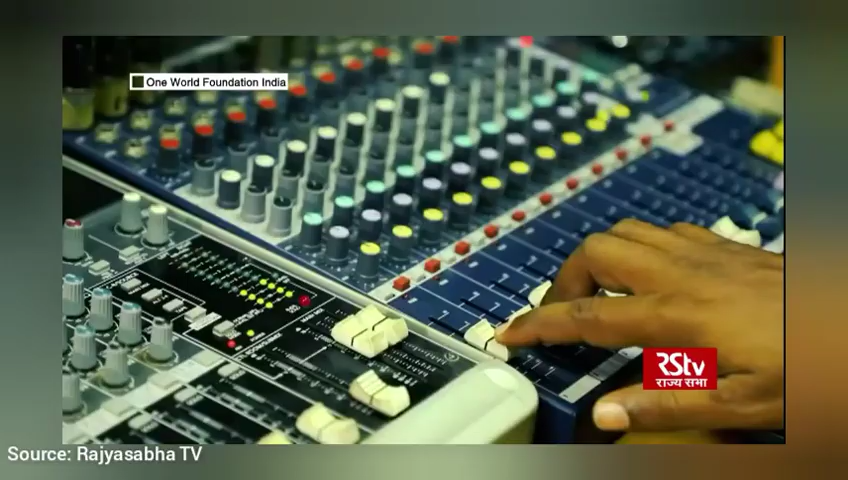 One World Foundation India
RStv
राज्य सभा
Source: Rajyasabha TV